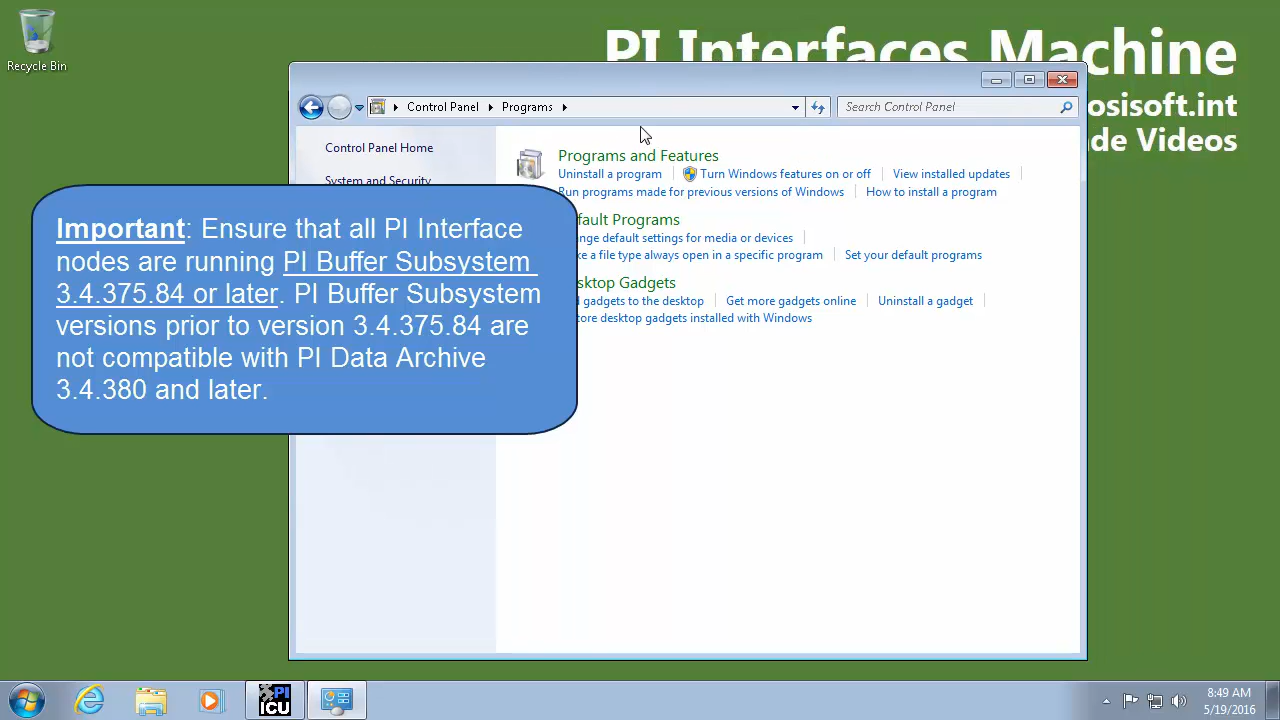 PI Interfaces Machine
osisoft.int
de Videos
Recycle Bin
Control Panel
Programs
Search Control Panel
Control Panel Home
System and Security
Programs and Features
Uninstall a program
Turn Windows features on or off
View installed updates
Run programs made for previous versions of Windows
How to install a program
fault Programs
nge default settings for media or devices
ke a file type always open in a specific program
Set your default programs
sktop Gadgets
d gadgets to the desktop
Get more gadgets online
Uninstall a gadget
tore desktop gadgets installed with Windows
Important: Ensure that all PI Interface
nodes are running PI Buffer Subsystem
3.4.375.84 or later. PI Buffer Subsystem
versions prior to version 3.4.375.84 are
not compatible with PI Data Archive
3.4.380 and later.
PI
ICU
8:49 AM
5/19/2016